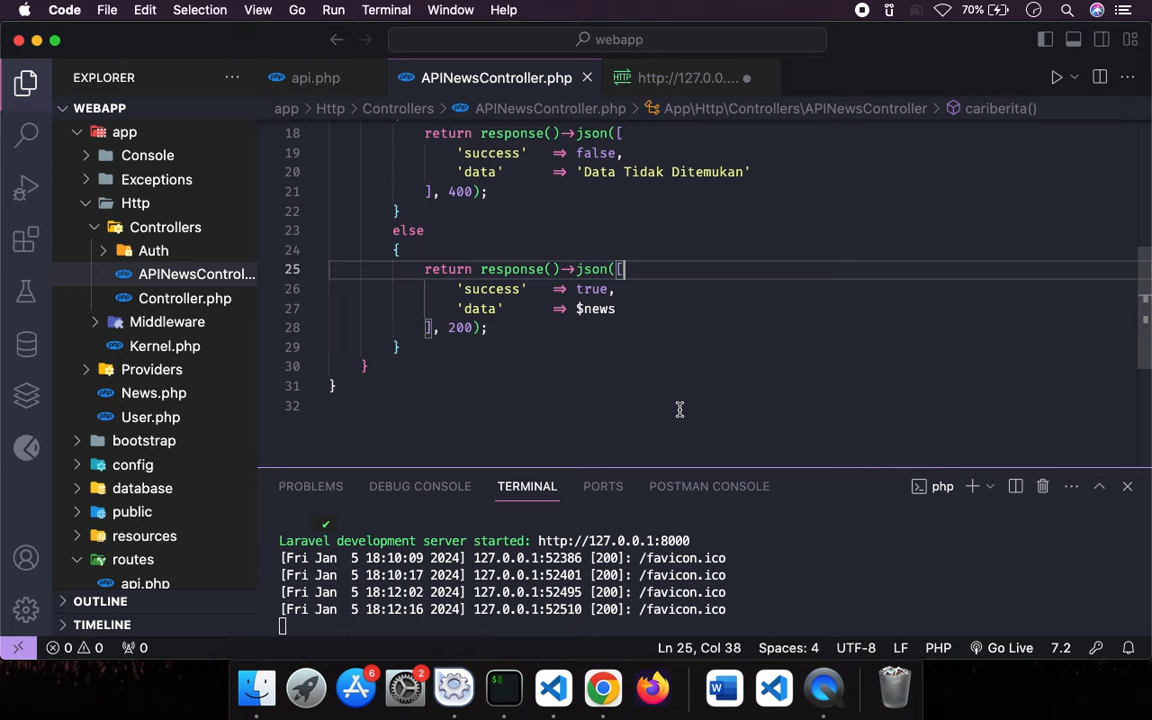 Code File Edit Selection View Go Run Terminal Window Help 70%
webapp
EXPLORER ... api.php APINewsController.php http://127.0.0....
WEBAPP
app > Http > Controllers > APINewsController.php > App\Http\Controllers\APINewsController > cariberita()
app
Console
Exceptions
Http
Controllers
Auth
APINewsControl...
Controller.php
Middleware
Kernel.php
Providers
News.php
User.php
bootstrap
config
database
public
resources
routes
api.php
OUTLINE
TIMELINE
18 return response()->json([
19 'success' => false,
20 'data' => 'Data Tidak Ditemukan'
21 ], 400);
22 }
23 else
24 {
25 return response()->json([
26 'success' => true,
27 'data' => $news
28 ], 200);
29 }
30 }
31 }
32
PROBLEMS DEBUG CONSOLE TERMINAL PORTS POSTMAN CONSOLE php
Laravel development server started: http://127.0.0.1:8000
[Fri Jan 5 18:10:09 2024] 127.0.0.1:52386 [200]: /favicon.ico
[Fri Jan 5 18:10:17 2024] 127.0.0.1:52401 [200]: /favicon.ico
[Fri Jan 5 18:12:02 2024] 127.0.0.1:52495 [200]: /favicon.ico
[Fri Jan 5 18:12:16 2024] 127.0.0.1:52510 [200]: /favicon.ico
0 0 0 Ln 25, Col 38 Spaces: 4 UTF-8 LF PHP Go Live 7.2
6 2